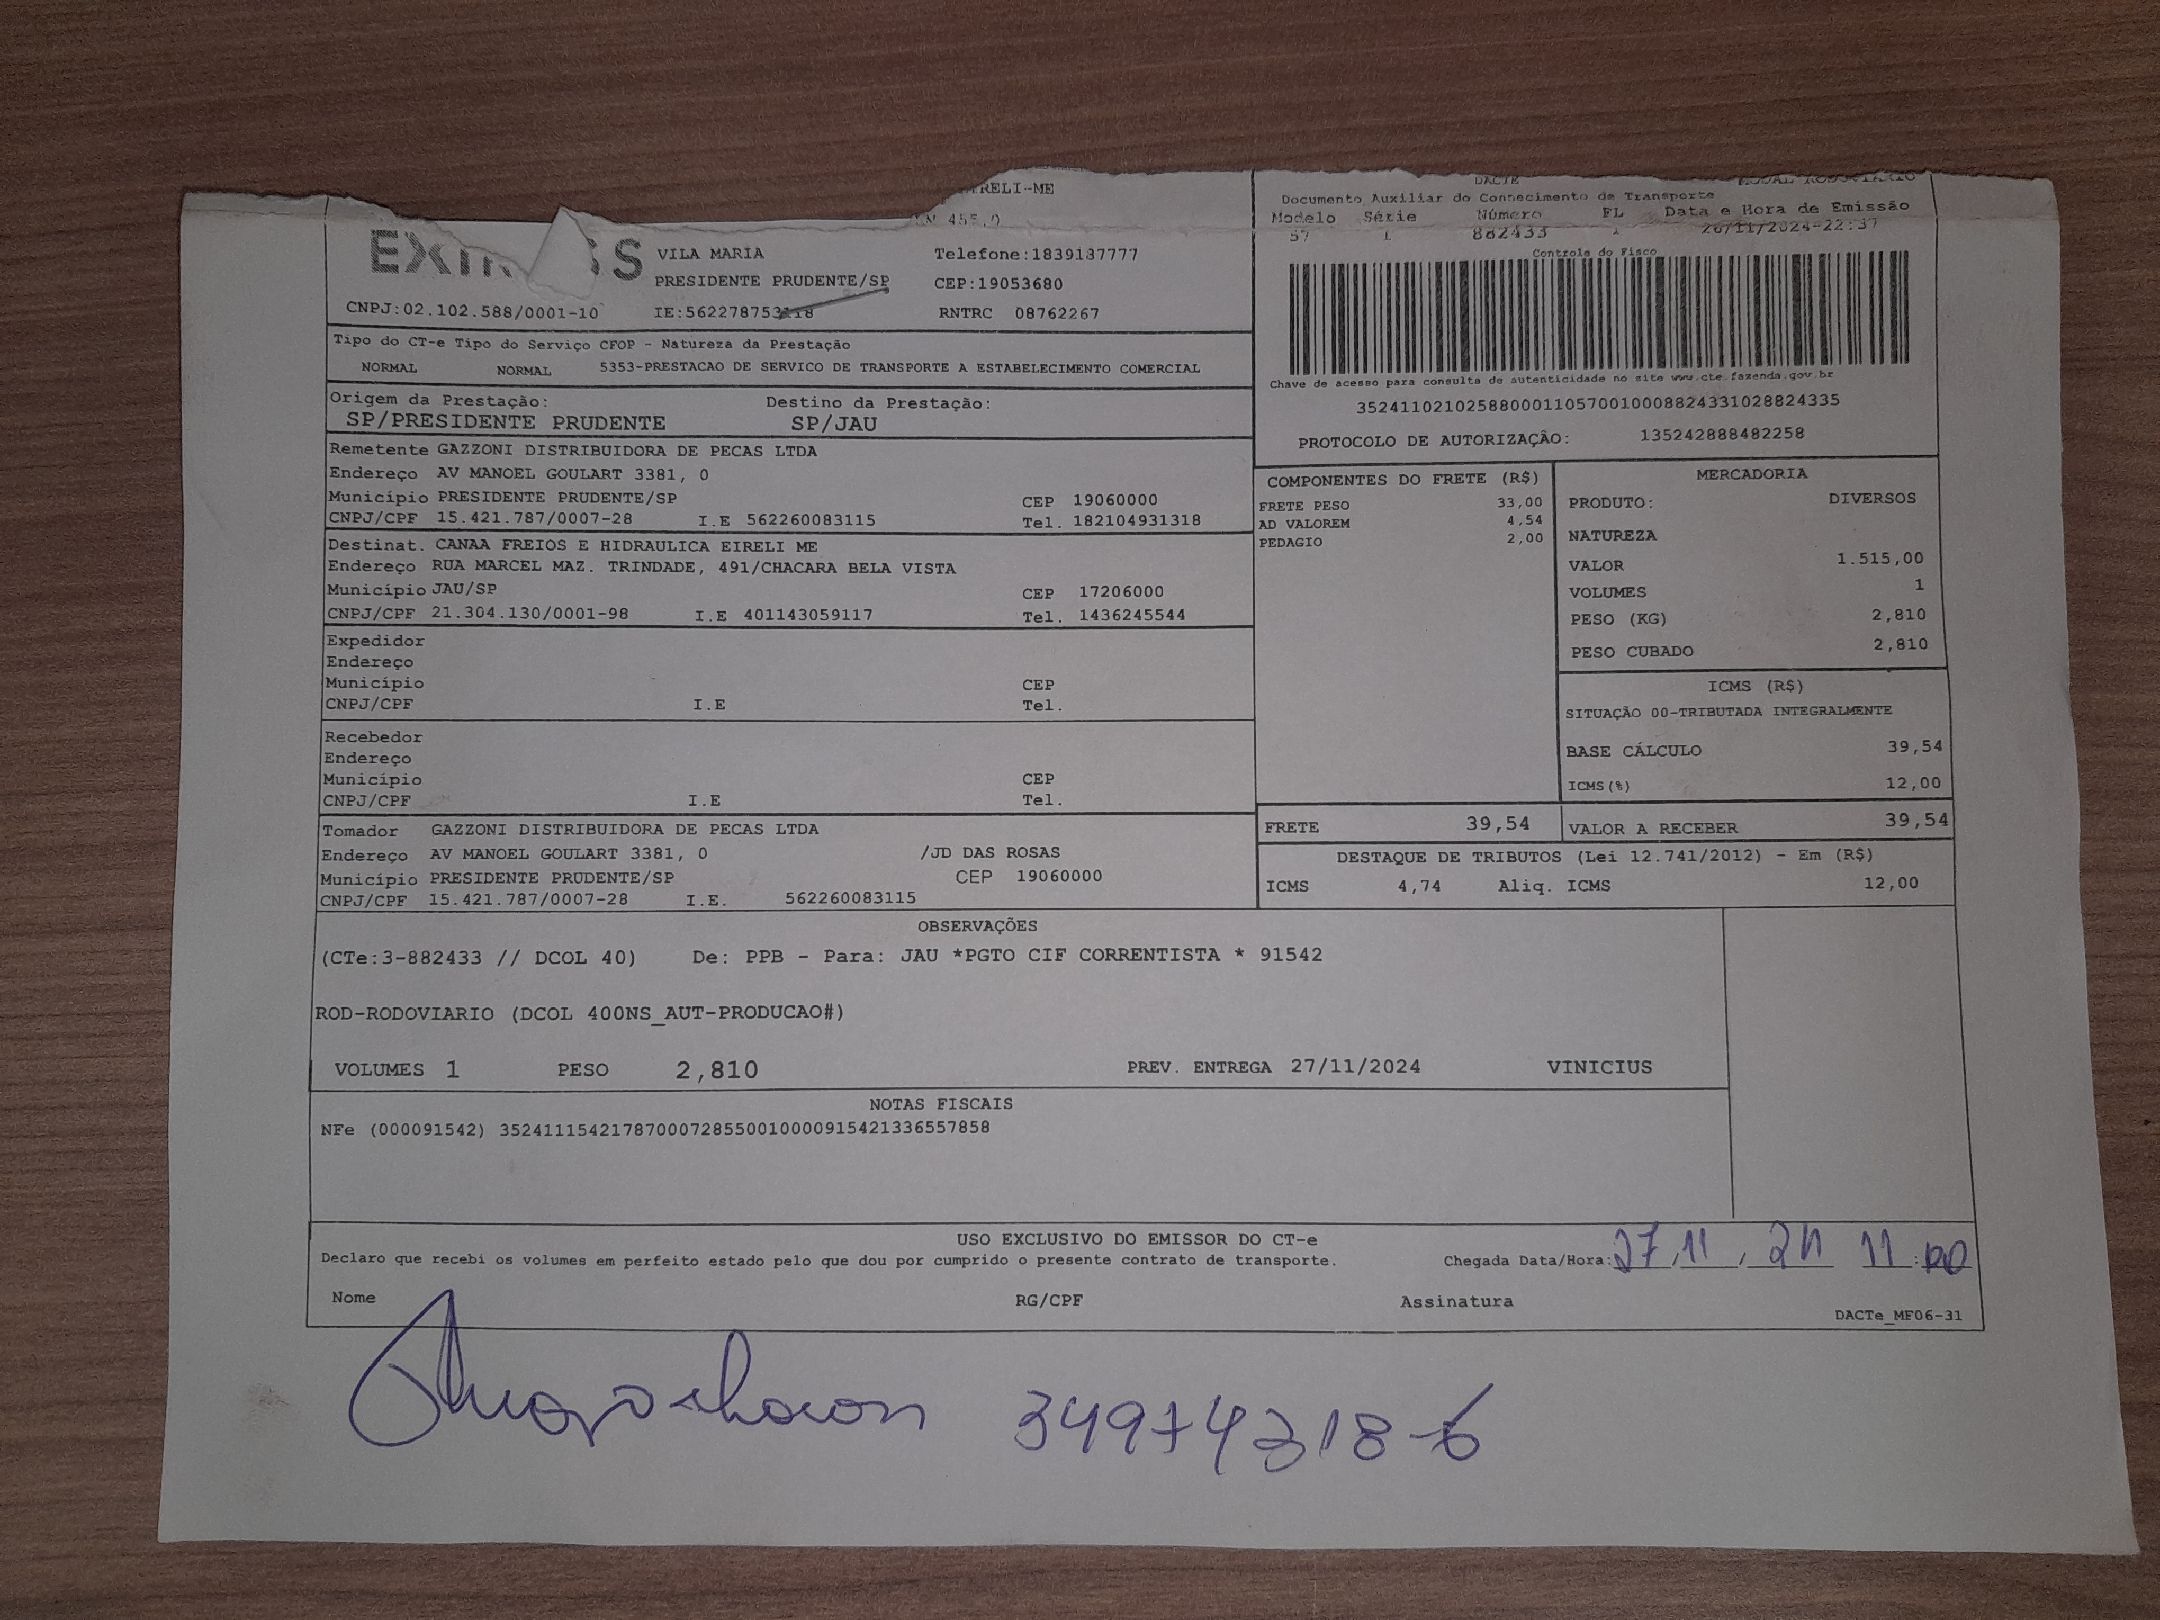 DACTE
Documento Auxiliar do Conhecimento de Transporte
Modelo Série Número FL Data e Hora de Emissão
57 1 882433 1 26/11/2024-22:37
Controle do Fisco
Chave de acesso para consulta de autenticidade no site www.cte.fazenda.gov.br
35241102102588000110570010008824331028824335
PROTOCOLO DE AUTORIZAÇÃO: 135242888482258
VILA MARIA Telefone:1839187777
PRESIDENTE PRUDENTE/SP CEP:19053680
CNPJ:02.102.588/0001-10 RNTRC 08762267
Tipo do CT-e Tipo do Serviço CFOP - Natureza da Prestação
NORMAL NORMAL 5353-PRESTACAO DE SERVICO DE TRANSPORTE A ESTABELECIMENTO COMERCIAL
Origem da Prestação: Destino da Prestação:
SP/PRESIDENTE PRUDENTE SP/JAU
Remetente GAZZONI DISTRIBUIDORA DE PECAS LTDA
Endereço AV MANOEL GOULART 3381, 0
Município PRESIDENTE PRUDENTE/SP CEP 19060000
CNPJ/CPF 15.421.787/0007-28 I.E 562260083115 Tel. 182104931318
Destinat. CANAA FREIOS E HIDRAULICA EIRELI ME
Endereço RUA MARCEL MAZ. TRINDADE, 491/CHACARA BELA VISTA
Município JAU/SP CEP 17206000
CNPJ/CPF 21.304.130/0001-98 I.E 401143059117 Tel. 1436245544
Expedidor
Endereço
Município CEP
CNPJ/CPF I.E Tel.
Recebedor
Endereço
Município CEP
CNPJ/CPF I.E Tel.
Tomador GAZZONI DISTRIBUIDORA DE PECAS LTDA
Endereço AV MANOEL GOULART 3381, 0 /JD DAS ROSAS
Município PRESIDENTE PRUDENTE/SP CEP 19060000
CNPJ/CPF 15.421.787/0007-28 I.E. 562260083115
COMPONENTES DO FRETE (R$)
FRETE PESO 33,00
AD VALOREM 4,54
PEDAGIO 2,00
MERCADORIA
PRODUTO: DIVERSOS
NATUREZA
VALOR 1.515,00
VOLUMES 1
PESO (KG) 2,810
PESO CUBADO 2,810
ICMS (R$)
SITUAÇÃO 00-TRIBUTADA INTEGRALMENTE
BASE CÁLCULO 39,54
ICMS(%) 12,00
FRETE 39,54 VALOR A RECEBER 39,54
DESTAQUE DE TRIBUTOS (Lei 12.741/2012) - Em (R$)
ICMS 4,74 Aliq. ICMS 12,00
OBSERVAÇÕES
(CTe:3-882433 // DCOL 40) De: PPB - Para: JAU *PGTO CIF CORRENTISTA * 91542
ROD-RODOVIARIO (DCOL 400NS_AUT-PRODUCAO#)
VOLUMES 1 PESO 2,810 PREV. ENTREGA 27/11/2024 VINICIUS
NOTAS FISCAIS
NFe (000091542) 35241115421787000728550010000915421336557858
USO EXCLUSIVO DO EMISSOR DO CT-e
Declaro que recebi os volumes em perfeito estado pelo que dou por cumprido o presente contrato de transporte. Chegada Data/Hora: 27 11 24 11:00
Nome RG/CPF Assinatura
DACTe_MF06-31
34974318-6